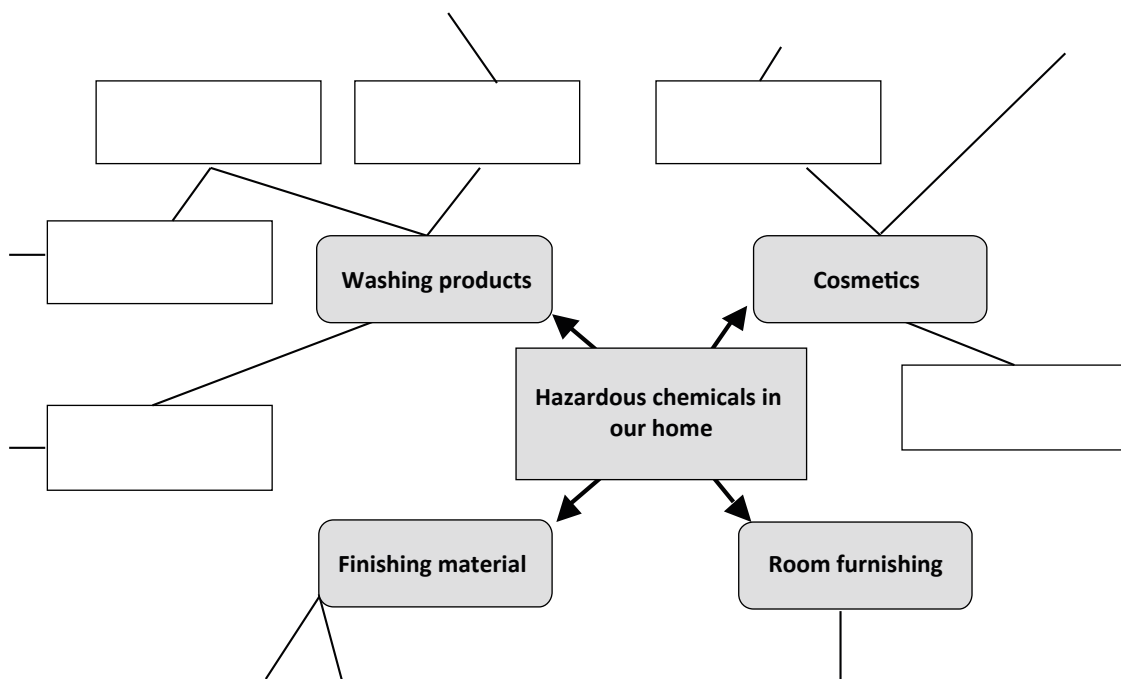 Washing products
Cosmetics
Hazardous chemicals in
our home
Finishing material
Room furnishing